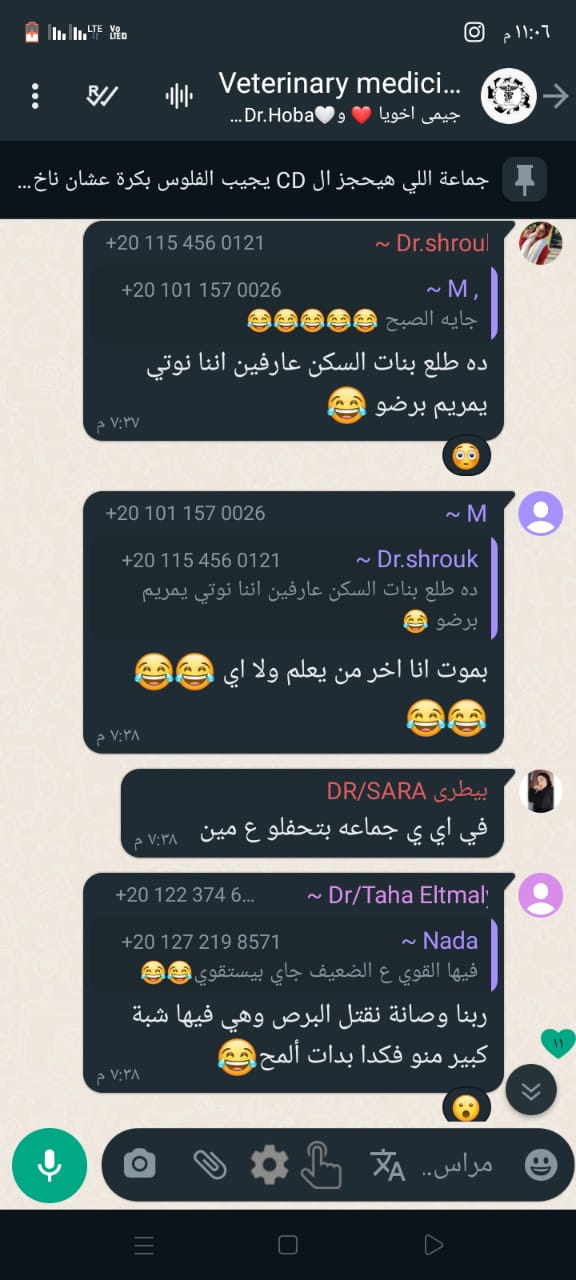 ١١:٠٦ م
LTE Vo LTED
Veterinary medici...
جيمى اخويا ❤️ و🤍Dr.Hoba...
جماعة اللي هيحجز ال CD يجيب الفلوس بكرة عشان ناخ...
~ Dr.shrouk +20 115 456 0121
~ M , +20 101 157 0026
جايه الصبح 😂😂😂😂😂
ده طلع بنات السكن عارفين اننا نوتي
يمريم برضو 😂
٧:٣٧ م
😳
~ M +20 101 157 0026
~ Dr.shrouk +20 115 456 0121
ده طلع بنات السكن عارفين اننا نوتي يمريم
برضو 😂
بموت انا اخر من يعلم ولا اي 😂😂
😂😂
٧:٣٨ م
بيطرى DR/SARA
في اي ي جماعه بتحفلو ع مين
٧:٣٨ م
~ Dr/Taha Eltmaly +20 122 374 6...
~ Nada +20 127 219 8571
فيها القوي ع الضعيف جاي بيستقوي😂😂
ربنا وصانة نقتل البرص وهي فيها شبة
كبير منو فكدا بدات ألمح😂
٧:٣٨ م
١١
😮
مراس..